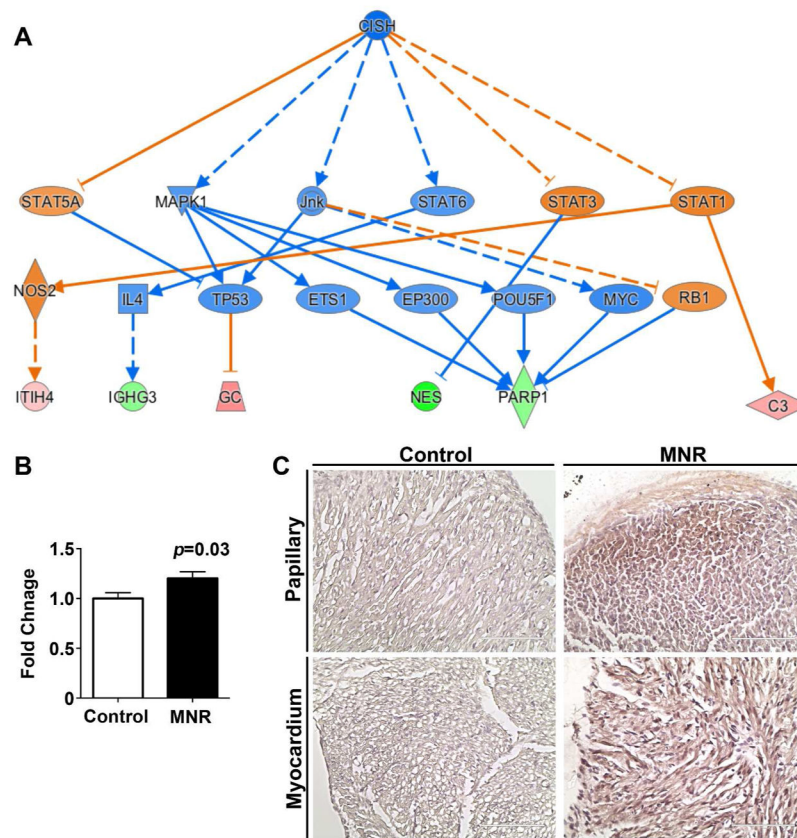 A
CISH
STAT5A MAPK1 Jnk STAT6 STAT3 STAT1
NOS2 IL4 TP53 ETS1 EP300 POU5F1 MYC RB1
ITIH4 IGHG3 GC NES PARP1 C3
B
Fold Chnage
1.5
1.0
0.5
0
p=0.03
Control MNR
C
Control MNR
Papillary
Myocardium